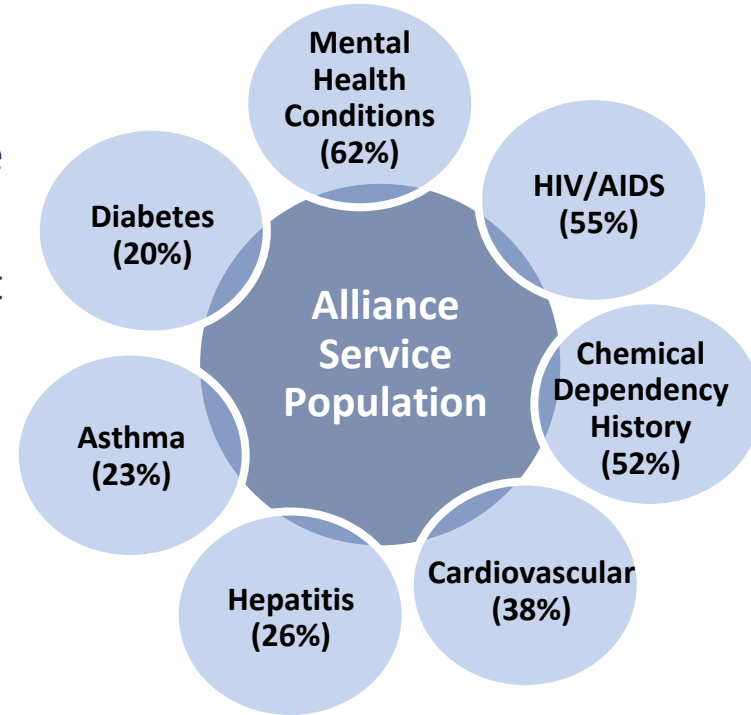 Mental
Health
Conditions
(62%)
HIV/AIDS
(55%)
Chemical
Dependency
History
(52%)
Cardiovascular
(38%)
Hepatitis
(26%)
Asthma
(23%)
Diabetes
(20%)
Alliance
Service
Population